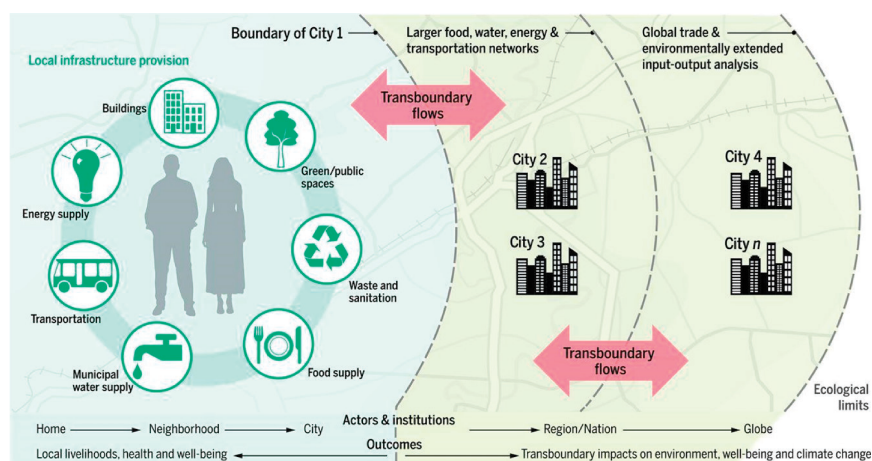 Boundary of City 1
Larger food, water, energy &
transportation networks
Global trade &
environmentally extended
input-output analysis
Local infrastructure provision
Buildings
Green/public
spaces
Energy supply
Waste and
sanitation
Transportation
Food supply
Municipal
water supply
Transboundary
flows
City 2
City 4
City 3
City n
Transboundary
flows
Ecological
limits
Actors & institutions
Home
Neighborhood
City
Region/Nation
Globe
Outcomes
Local livelihoods, health and well-being
Transboundary impacts on environment, well-being and climate change